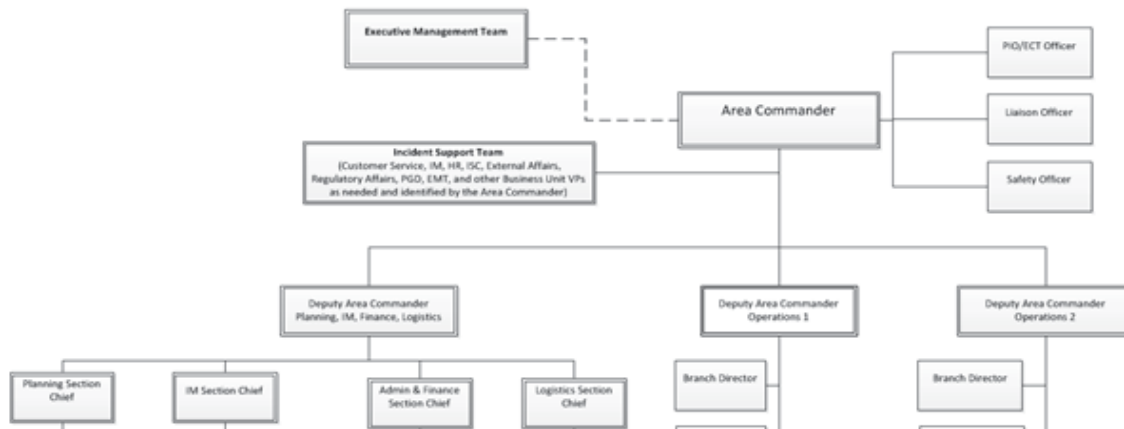 Executive Management Team
PIO/ECT Officer
Area Commander
Liaison Officer
Incident Support Team
(Customer Service, IM, HR, ISC, External Affairs,
Regulatory Affairs, PGD, EMT, and other Business Unit VPs
as needed and identified by the Area Commander)
Safety Officer
Deputy Area Commander
Planning, IM, Finance, Logistics
Deputy Area Commander
Operations 1
Deputy Area Commander
Operations 2
Planning Section
Chief
IM Section Chief
Admin & Finance
Section Chief
Logistics Section
Chief
Branch Director
Branch Director